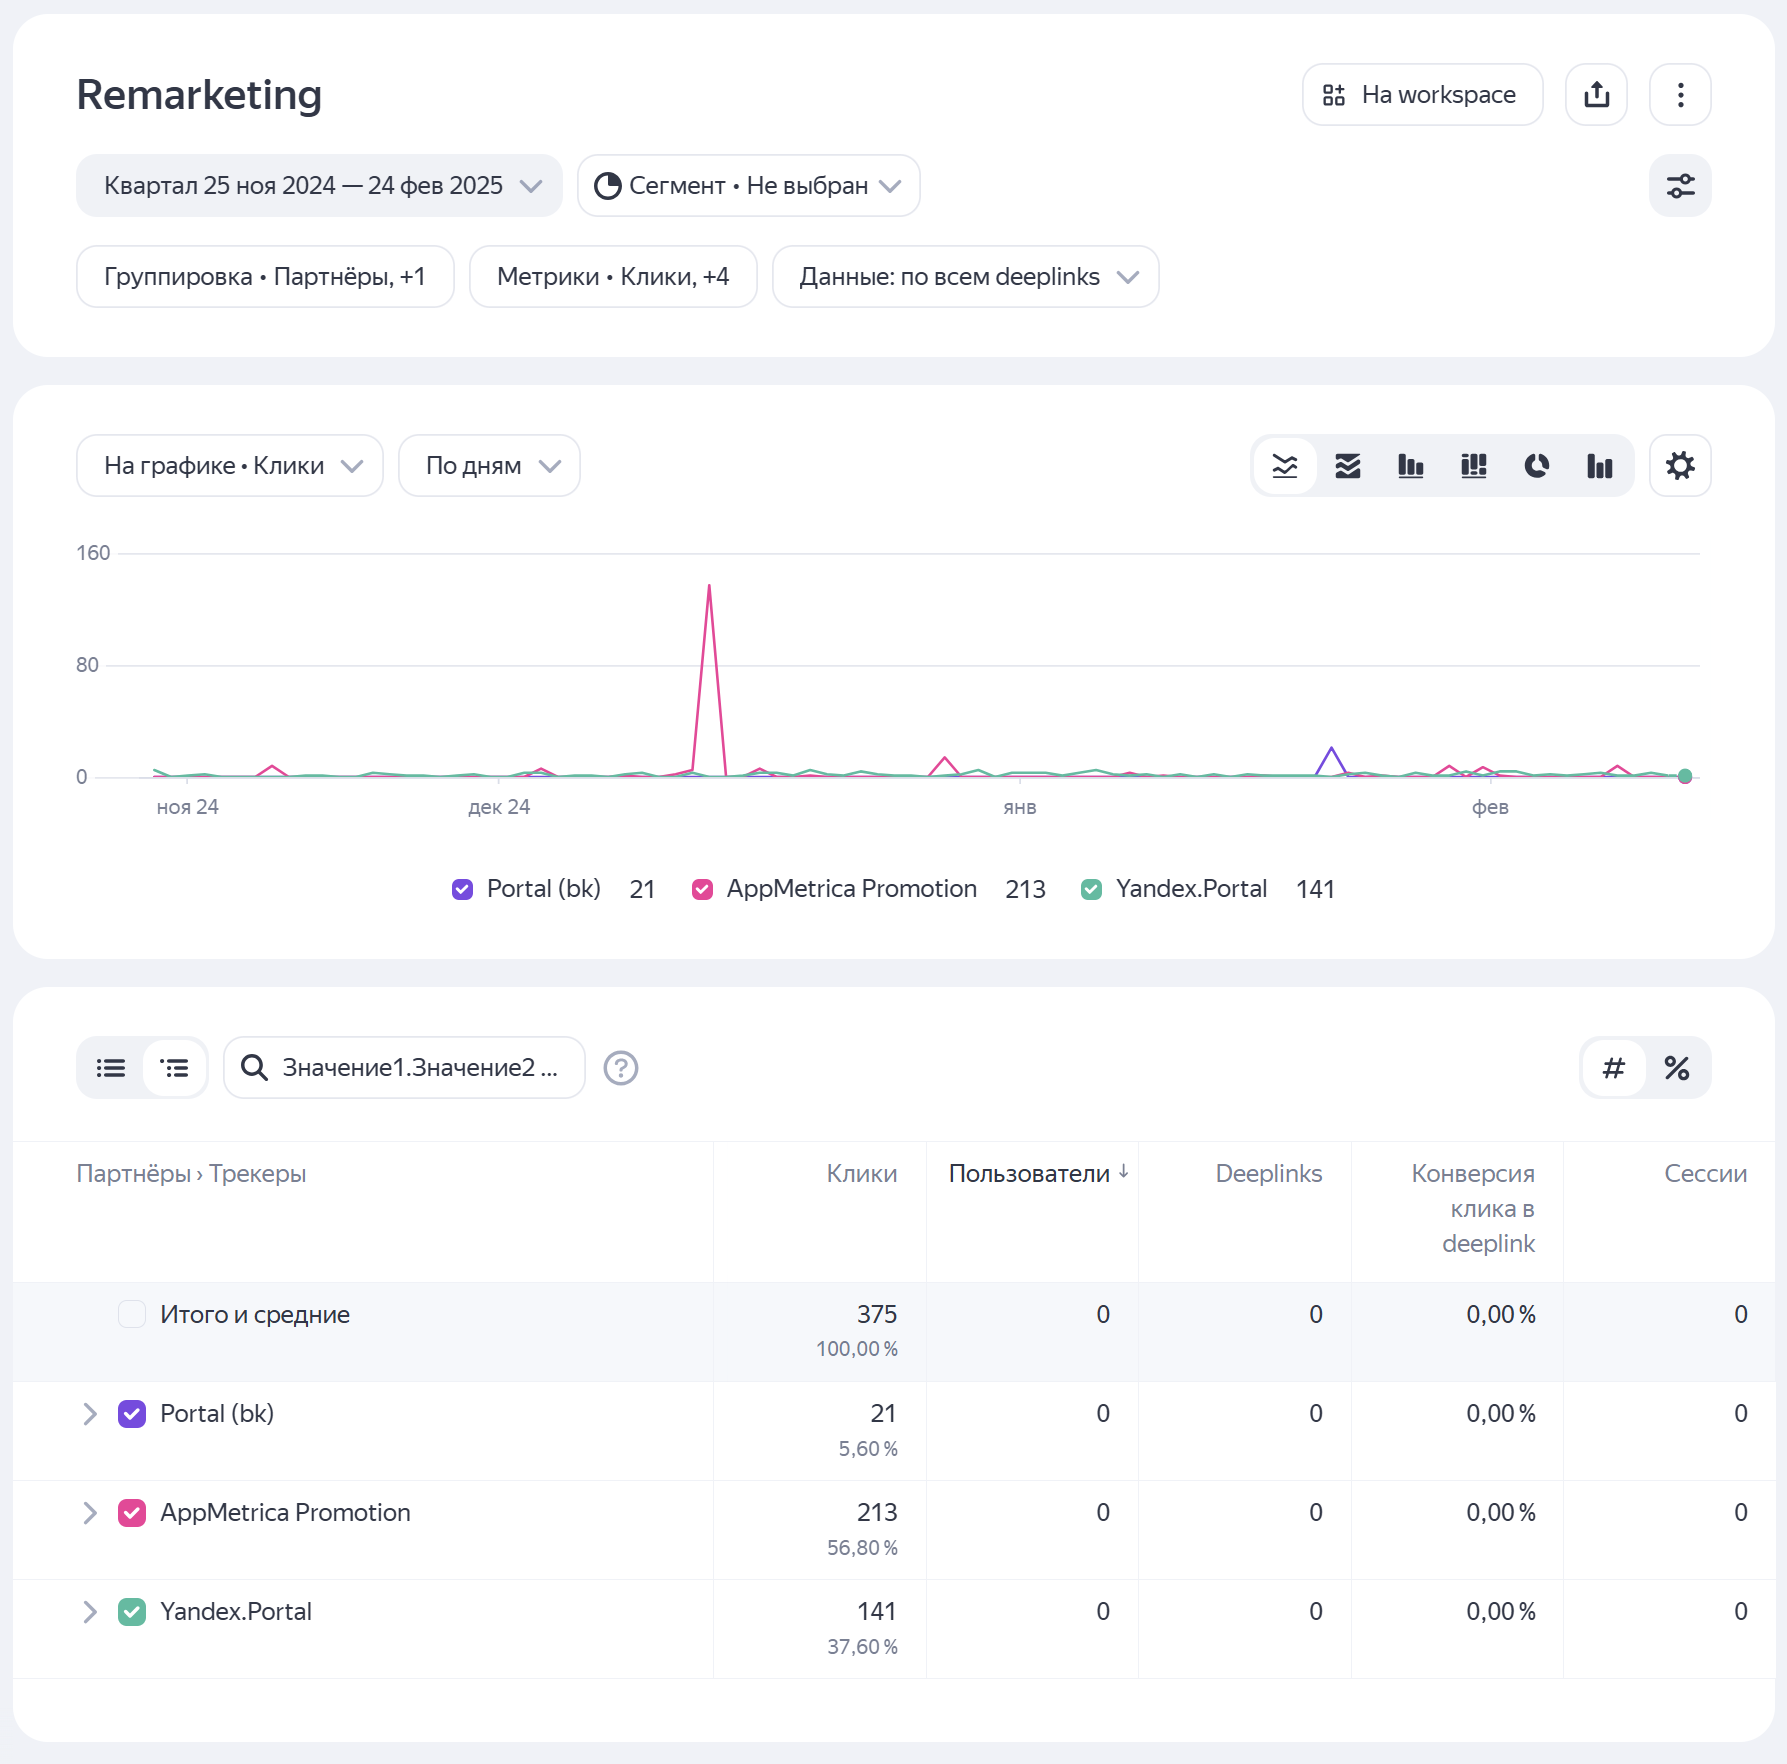 Remarketing
На workspace
Квартал 25 ноя 2024 — 24 фев 2025
Сегмент • Не выбран
Группировка • Партнёры, +1
Метрики • Клики, +4
Данные: по всем deeplinks
На графике • Клики
По дням
160
80
0
ноя 24
дек 24
янв
фев
Portal (bk) 21
AppMetrica Promotion 213
Yandex.Portal 141
Значение1.Значение2 ...
?
# %
Партнёры › Трекеры
Клики
Пользователи ↓
Deeplinks
Конверсия
клика в
deeplink
Сессии
Итого и средние 375 0 0 0,00 % 0
100,00 %
Portal (bk) 21 0 0 0,00 % 0
5,60 %
AppMetrica Promotion 213 0 0 0,00 % 0
56,80 %
Yandex.Portal 141 0 0 0,00 % 0
37,60 %